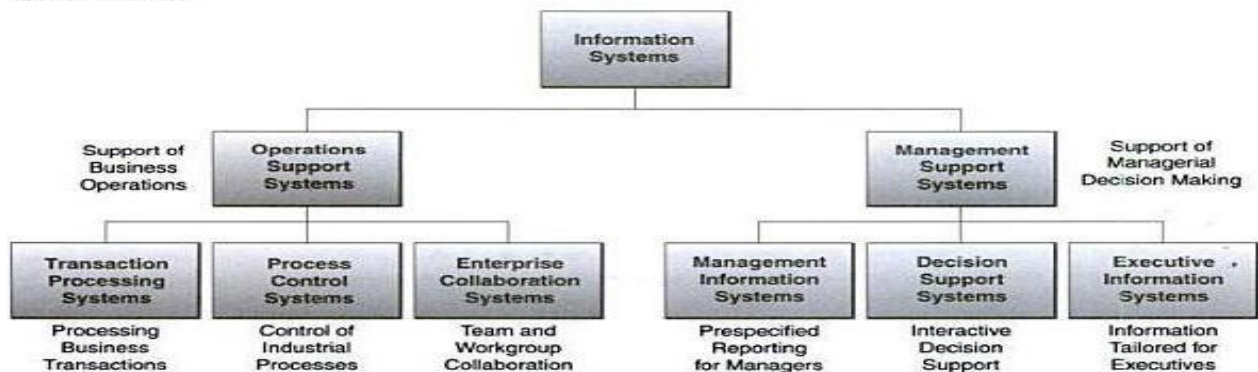 Information
Systems
Support of
Business
Operations
Operations
Support
Systems
Management
Support
Systems
Support of
Managerial
Decision Making
Transaction
Processing
Systems
Process
Control
Systems
Enterprise
Collaboration
Systems
Management
Information
Systems
Decision
Support
Systems
Executive
Information
Systems
Processing
Business
Transactions
Control of
Industrial
Processes
Team and
Workgroup
Collaboration
Prespecified
Reporting
for Managers
Interactive
Decision
Support
Information
Tailored for
Executives